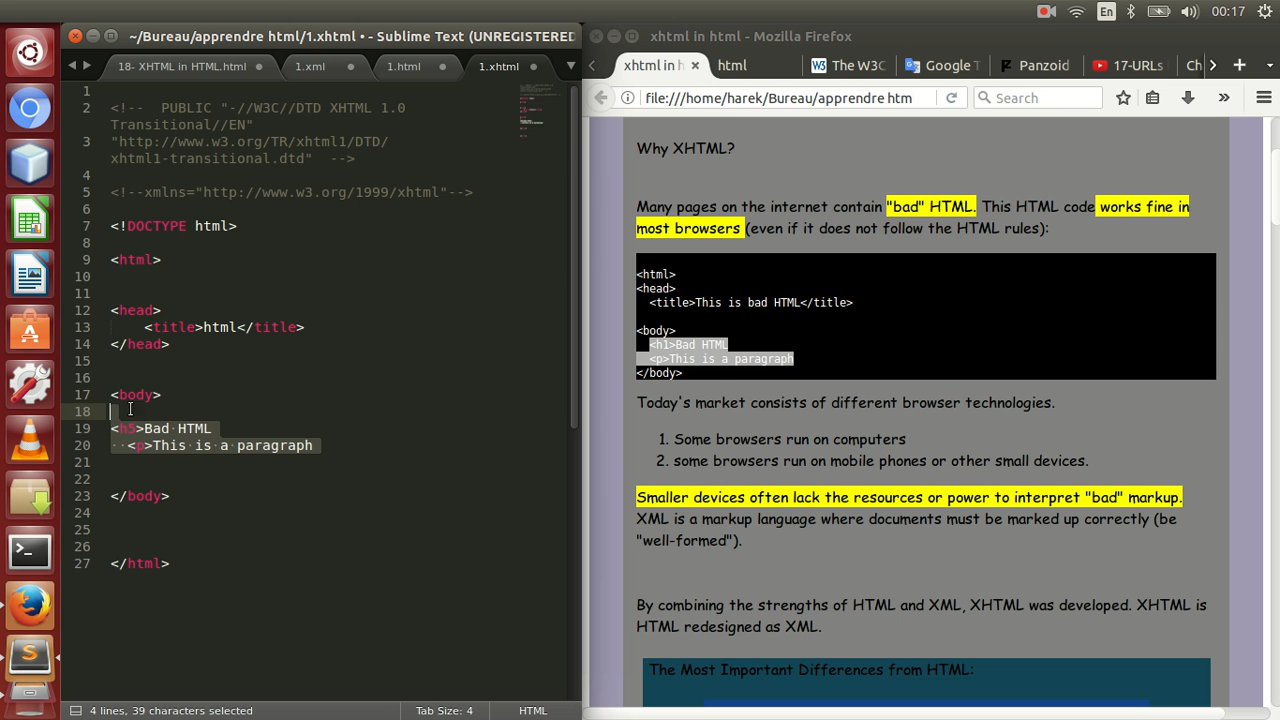 ~/Bureau/apprendre html/1.xhtml • - Sublime Text (UNREGISTERED
xhtml in html - Mozilla Firefox
En
00:17
18- XHTML in HTML.html
1.xml
1.html
1.xhtml
xhtml in h
html
The W3C
Google T
Panzoid
17-URLs
Ch
file:///home/harek/Bureau/apprendre htm
Search
1
2 <!--  PUBLIC "-//W3C//DTD XHTML 1.0
Transitional//EN"
3 "http://www.w3.org/TR/xhtml1/DTD/
xhtml1-transitional.dtd"  -->
4
5 <!--xmlns="http://www.w3.org/1999/xhtml"-->
6
7 <!DOCTYPE html>
8
9 <html>
10
11
12 <head>
13     <title>html</title>
14 </head>
15
16
17 <body>
18
19 <h5>Bad HTML
20   <p>This is a paragraph
21
22
23 </body>
24
25
26
27 </html>
4 lines, 39 characters selected
Tab Size: 4
HTML
Why XHTML?
Many pages on the internet contain "bad" HTML. This HTML code works fine in
most browsers (even if it does not follow the HTML rules):
<html>
<head>
  <title>This is bad HTML</title>
<body>
  <h1>Bad HTML
  <p>This is a paragraph
</body>
Today's market consists of different browser technologies.
1. Some browsers run on computers
2. some browsers run on mobile phones or other small devices.
Smaller devices often lack the resources or power to interpret "bad" markup.
XML is a markup language where documents must be marked up correctly (be
"well-formed").
By combining the strengths of HTML and XML, XHTML was developed. XHTML is
HTML redesigned as XML.
The Most Important Differences from HTML: